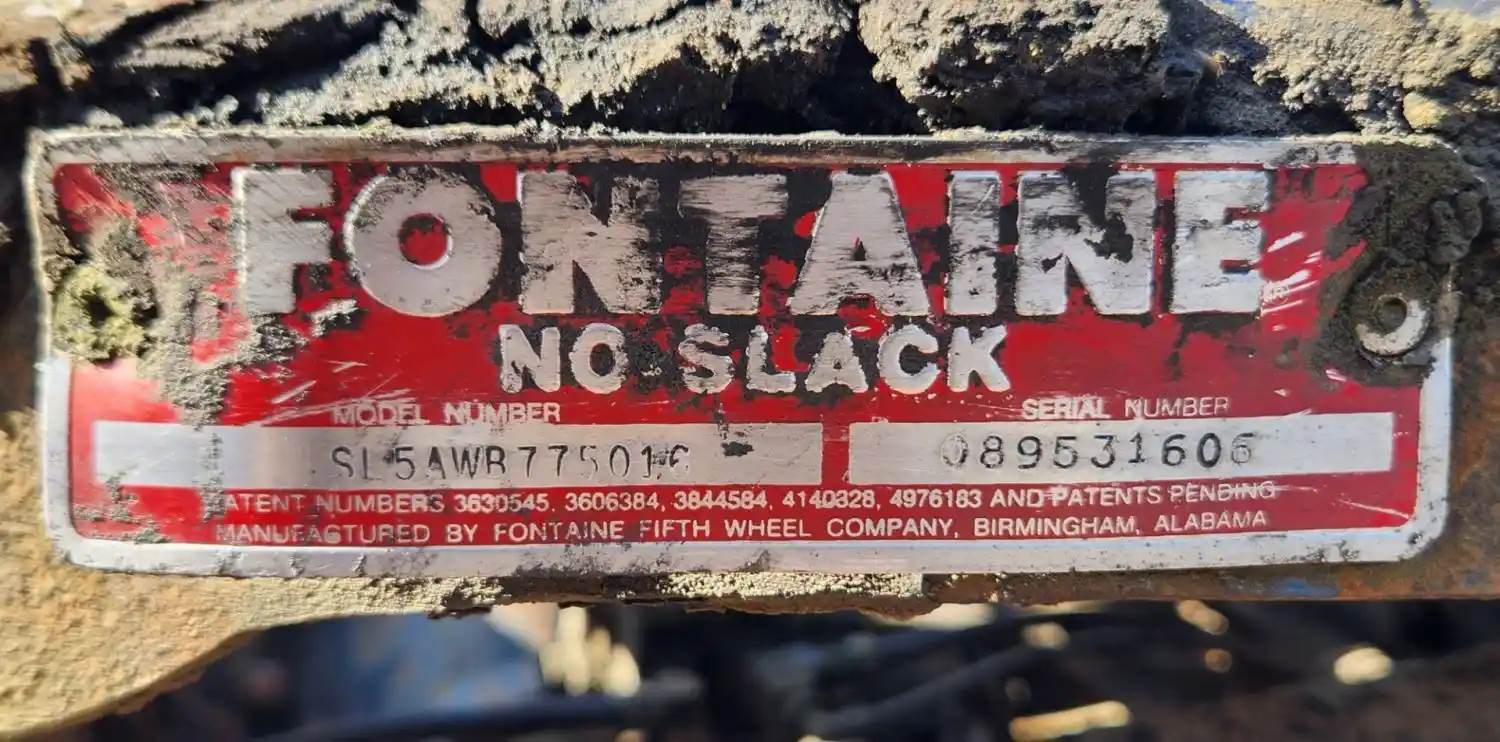 FONTAINE
NO SLACK
MODEL NUMBER SERIAL NUMBER
089531606
PATENT NUMBERS 3630545, 3606384, 3844584, 4140328, 4976183 AND PATENTS PENDING
MANUFACTURED BY FONTAINE FIFTH WHEEL COMPANY, BIRMINGHAM, ALABAMA